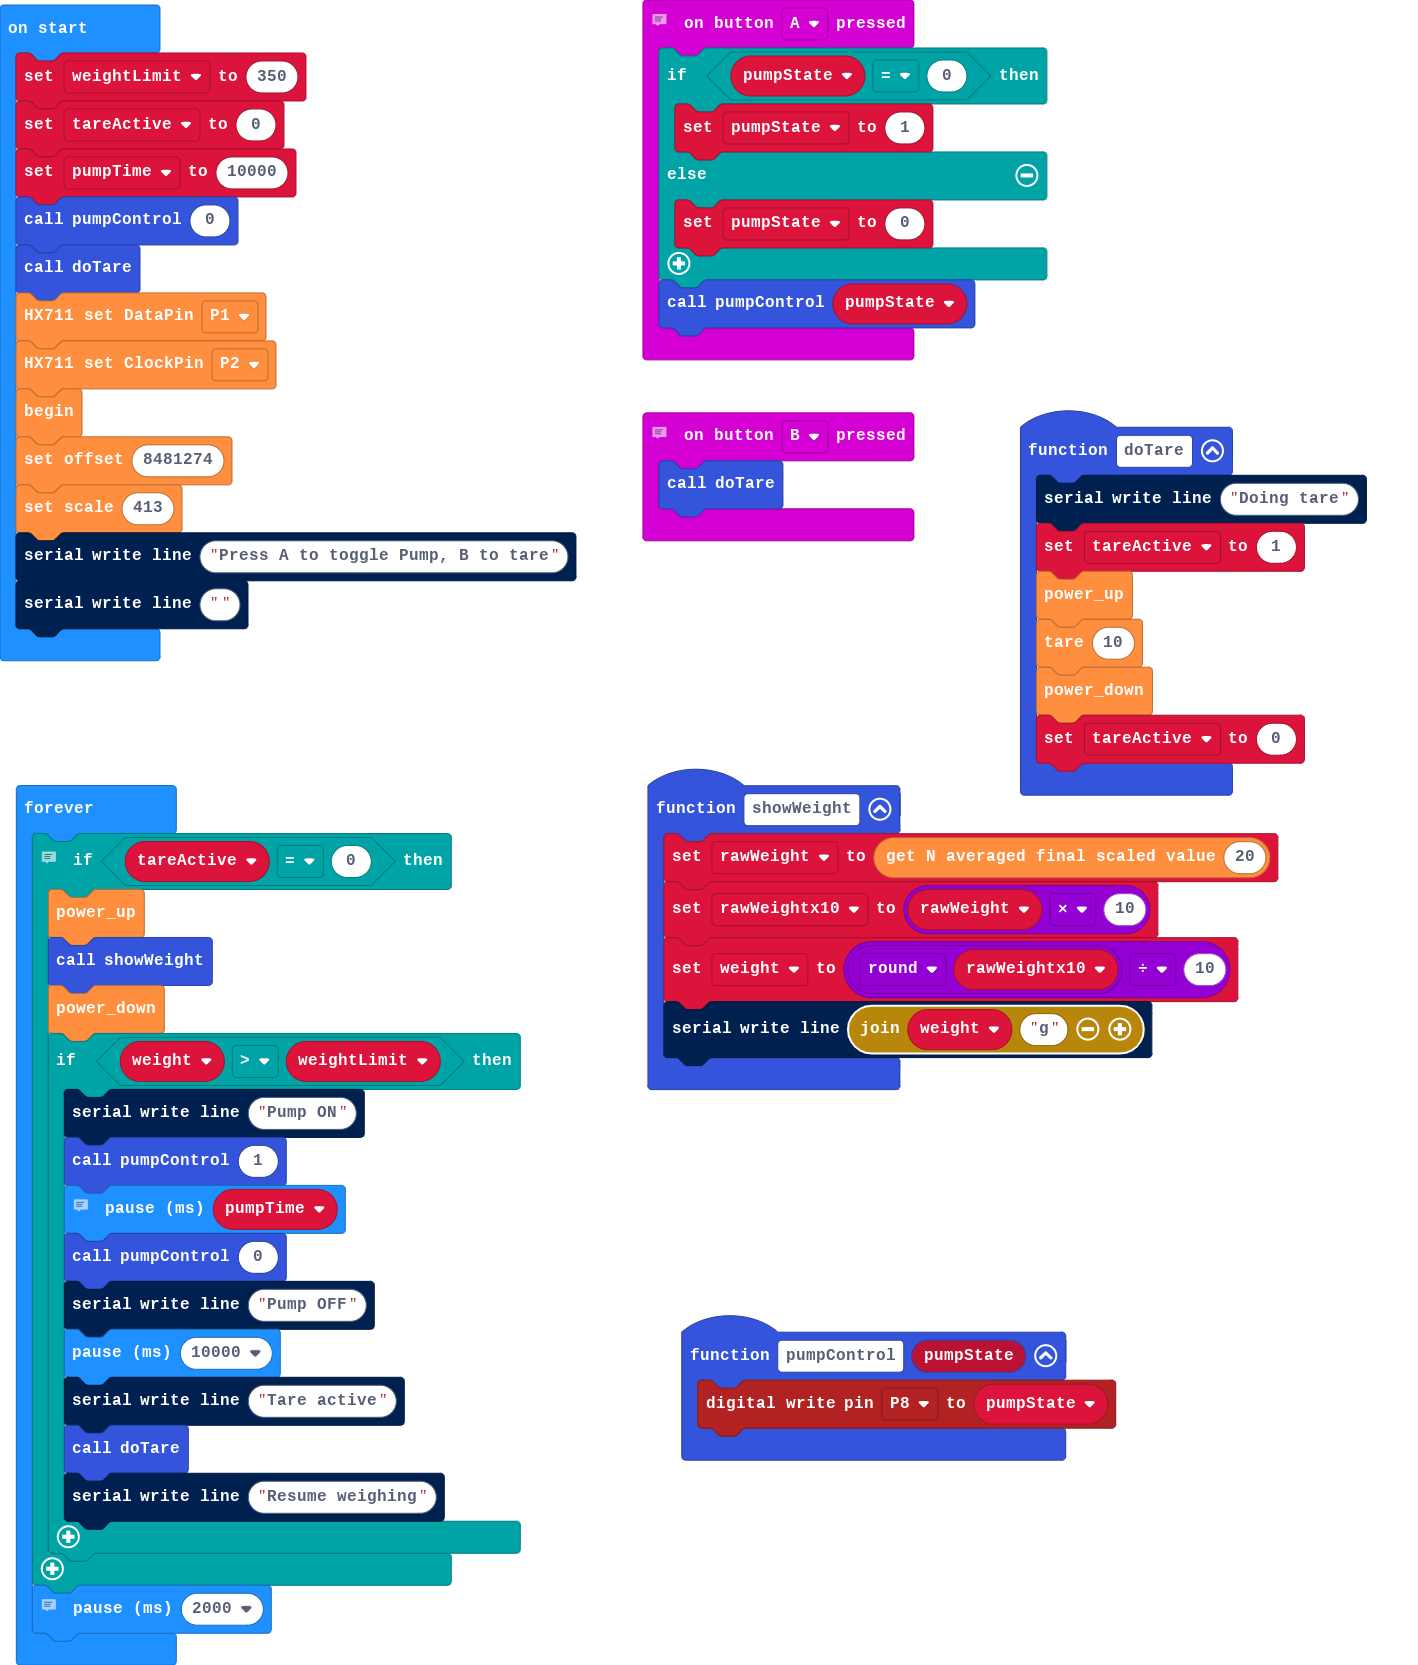 on start
set weightLimit to 350
set tareActive to 0
set pumpTime to 10000
call pumpControl 0
call doTare
HX711 set DataPin P1
HX711 set ClockPin P2
begin
set offset 8481274
set scale 413
serial write line "Press A to toggle Pump, B to tare"
serial write line ""
on button A pressed
if pumpState = 0 then
set pumpState to 1
else
set pumpState to 0
call pumpControl pumpState
on button B pressed
call doTare
function doTare
serial write line "Doing tare"
set tareActive to 1
power_up
tare 10
power_down
set tareActive to 0
forever
if tareActive = 0 then
power_up
call showWeight
power_down
if weight > weightLimit then
serial write line "Pump ON"
call pumpControl 1
pause (ms) pumpTime
call pumpControl 0
serial write line "Pump OFF"
pause (ms) 10000
serial write line "Tare active"
call doTare
serial write line "Resume weighing"
pause (ms) 2000
function showWeight
set rawWeight to get N averaged final scaled value 20
set rawWeightx10 to rawWeight × 10
set weight to round rawWeightx10 ÷ 10
serial write line join weight "g"
function pumpControl pumpState
digital write pin P8 to pumpState